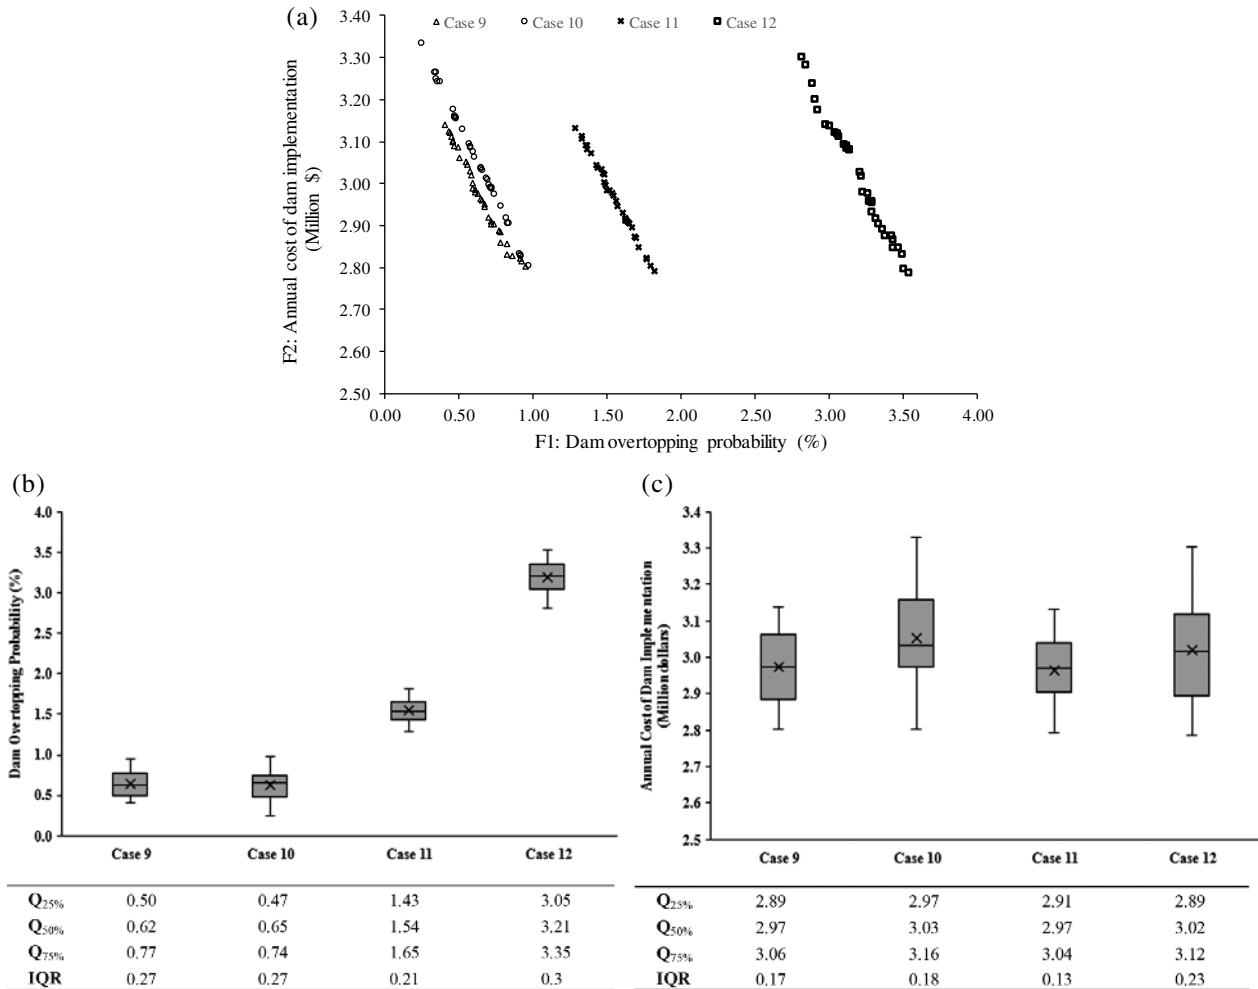 (a)
Case 9 Case 10 Case 11 Case 12
3.40
3.30
3.20
3.10
3.00
2.90
2.80
2.70
2.60
2.50
F2: Annual cost of dam implementation
(Million $)
0.00 0.50 1.00 1.50 2.00 2.50 3.00 3.50 4.00
F1: Dam overtopping probability (%)
(b)
4.0
3.5
3.0
2.5
2.0
1.5
1.0
0.5
0.0
Dam Overtopping Probability (%)
Case 9 Case 10 Case 11 Case 12
Q25% 0.50 0.47 1.43 3.05
Q50% 0.62 0.65 1.54 3.21
Q75% 0.77 0.74 1.65 3.35
IQR 0.27 0.27 0.21 0.3
(c)
3.4
3.3
3.2
3.1
3.0
2.9
2.8
2.7
2.6
2.5
Annual Cost of Dam Implementation
(Million dollars)
Case 9 Case 10 Case 11 Case 12
Q25% 2.89 2.97 2.91 2.89
Q50% 2.97 3.03 2.97 3.02
Q75% 3.06 3.16 3.04 3.12
IQR 0.17 0.18 0.13 0.23